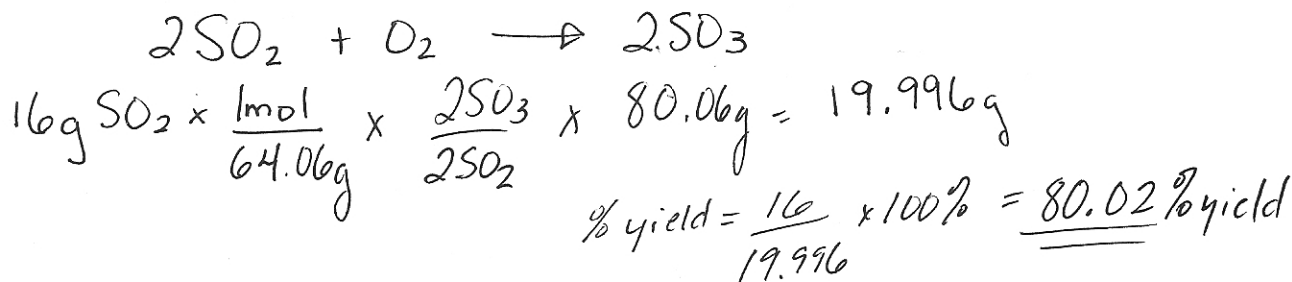 2SO₂ + O₂ → 2SO₃
16g SO₂ × 1mol/64.06g × 2SO₃/2SO₂ × 80.06g = 19.996g
% yield = 16/19.996 × 100% = 80.02% yield